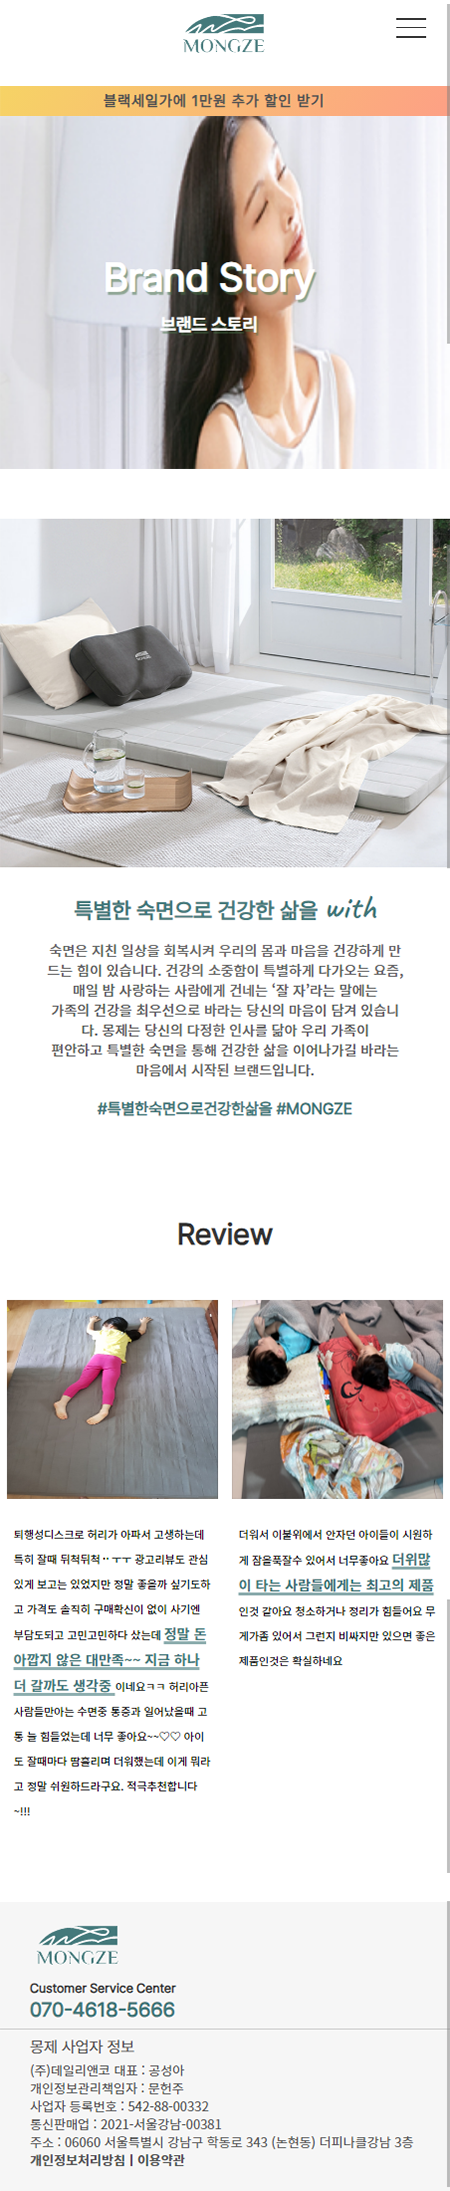 MONGZE
블랙세일가에 1만원 추가 할인 받기
Brand Story
브랜드 스토리
특별한 숙면으로 건강한 삶을 with
숙면은 지친 일상을 회복시켜 우리의 몸과 마음을 건강하게 만
드는 힘이 있습니다. 건강의 소중함이 특별하게 다가오는 요즘,
매일 밤 사랑하는 사람에게 건네는 ‘잘 자’라는 말에는
가족의 건강을 최우선으로 바라는 당신의 마음이 담겨 있습니
다. 몽제는 당신의 다정한 인사를 닮아 우리 가족이
편안하고 특별한 숙면을 통해 건강한 삶을 이어나가길 바라는
마음에서 시작된 브랜드입니다.
#특별한숙면으로건강한삶을 #MONGZE
Review
퇴행성디스크로 허리가 아파서 고생하는데
특히 잘때 뒤척뒤척ㆍㆍㅜㅜ 광고리뷰도 관심
있게 보고는 있었지만 정말 좋을까 싶기도하
고 가격도 솔직히 구매확신이 없이 사기엔
부담도되고 고민고민하다 샀는데 정말 돈
아깝지 않은 대만족~~ 지금 하나
더 갈까도 생각중 이네요ㅋㅋ 허리아픈
사람들만아는 수면중 통증과 일어났을때 고
통 늘 힘들었는데 너무 좋아요~~♡♡ 아이
도 잘때마다 땀흘리며 더워했는데 이게 뭐라
고 정말 쉬원하드라구요. 적극추천합니다
~!!!
더워서 이불위에서 안자던 아이들이 시원하
게 잠을푹잘수 있어서 너무좋아요 더위많
이 타는 사람들에게는 최고의 제품
인것 같아요 청소하거나 정리가 힘들어요 무
게가좀 있어서 그런지 비싸지만 있으면 좋은
제품인것은 확실하네요
MONGZE
Customer Service Center
070-4618-5666
몽제 사업자 정보
(주)데일리앤코 대표 : 공성아
개인정보관리책임자 : 문헌주
사업자 등록번호 : 542-88-00332
통신판매업 : 2021-서울강남-00381
주소 : 06060 서울특별시 강남구 학동로 343 (논현동) 더피나클강남 3층
개인정보처리방침 | 이용약관